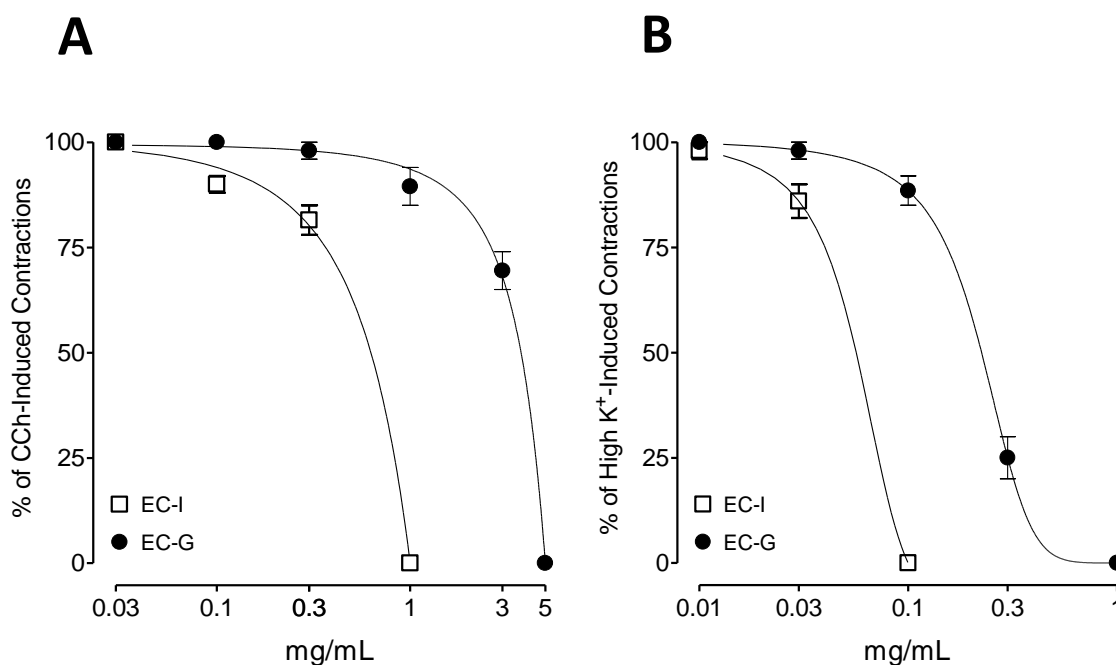 A
% of CCh-Induced Contractions
100
75
50
25
0
EC-I
EC-G
0.03 0.1 0.3 1 3 5
mg/mL
B
% of High K⁺-Induced Contractions
100
75
50
25
0
EC-I
EC-G
0.01 0.03 0.1 0.3 1
mg/mL